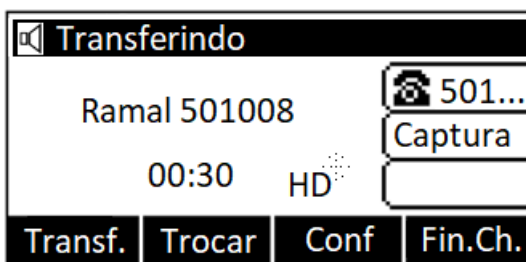 Transferindo
501...
Ramal 501008
Captura
00:30
HD
Transf. Trocar Conf Fin.Ch.